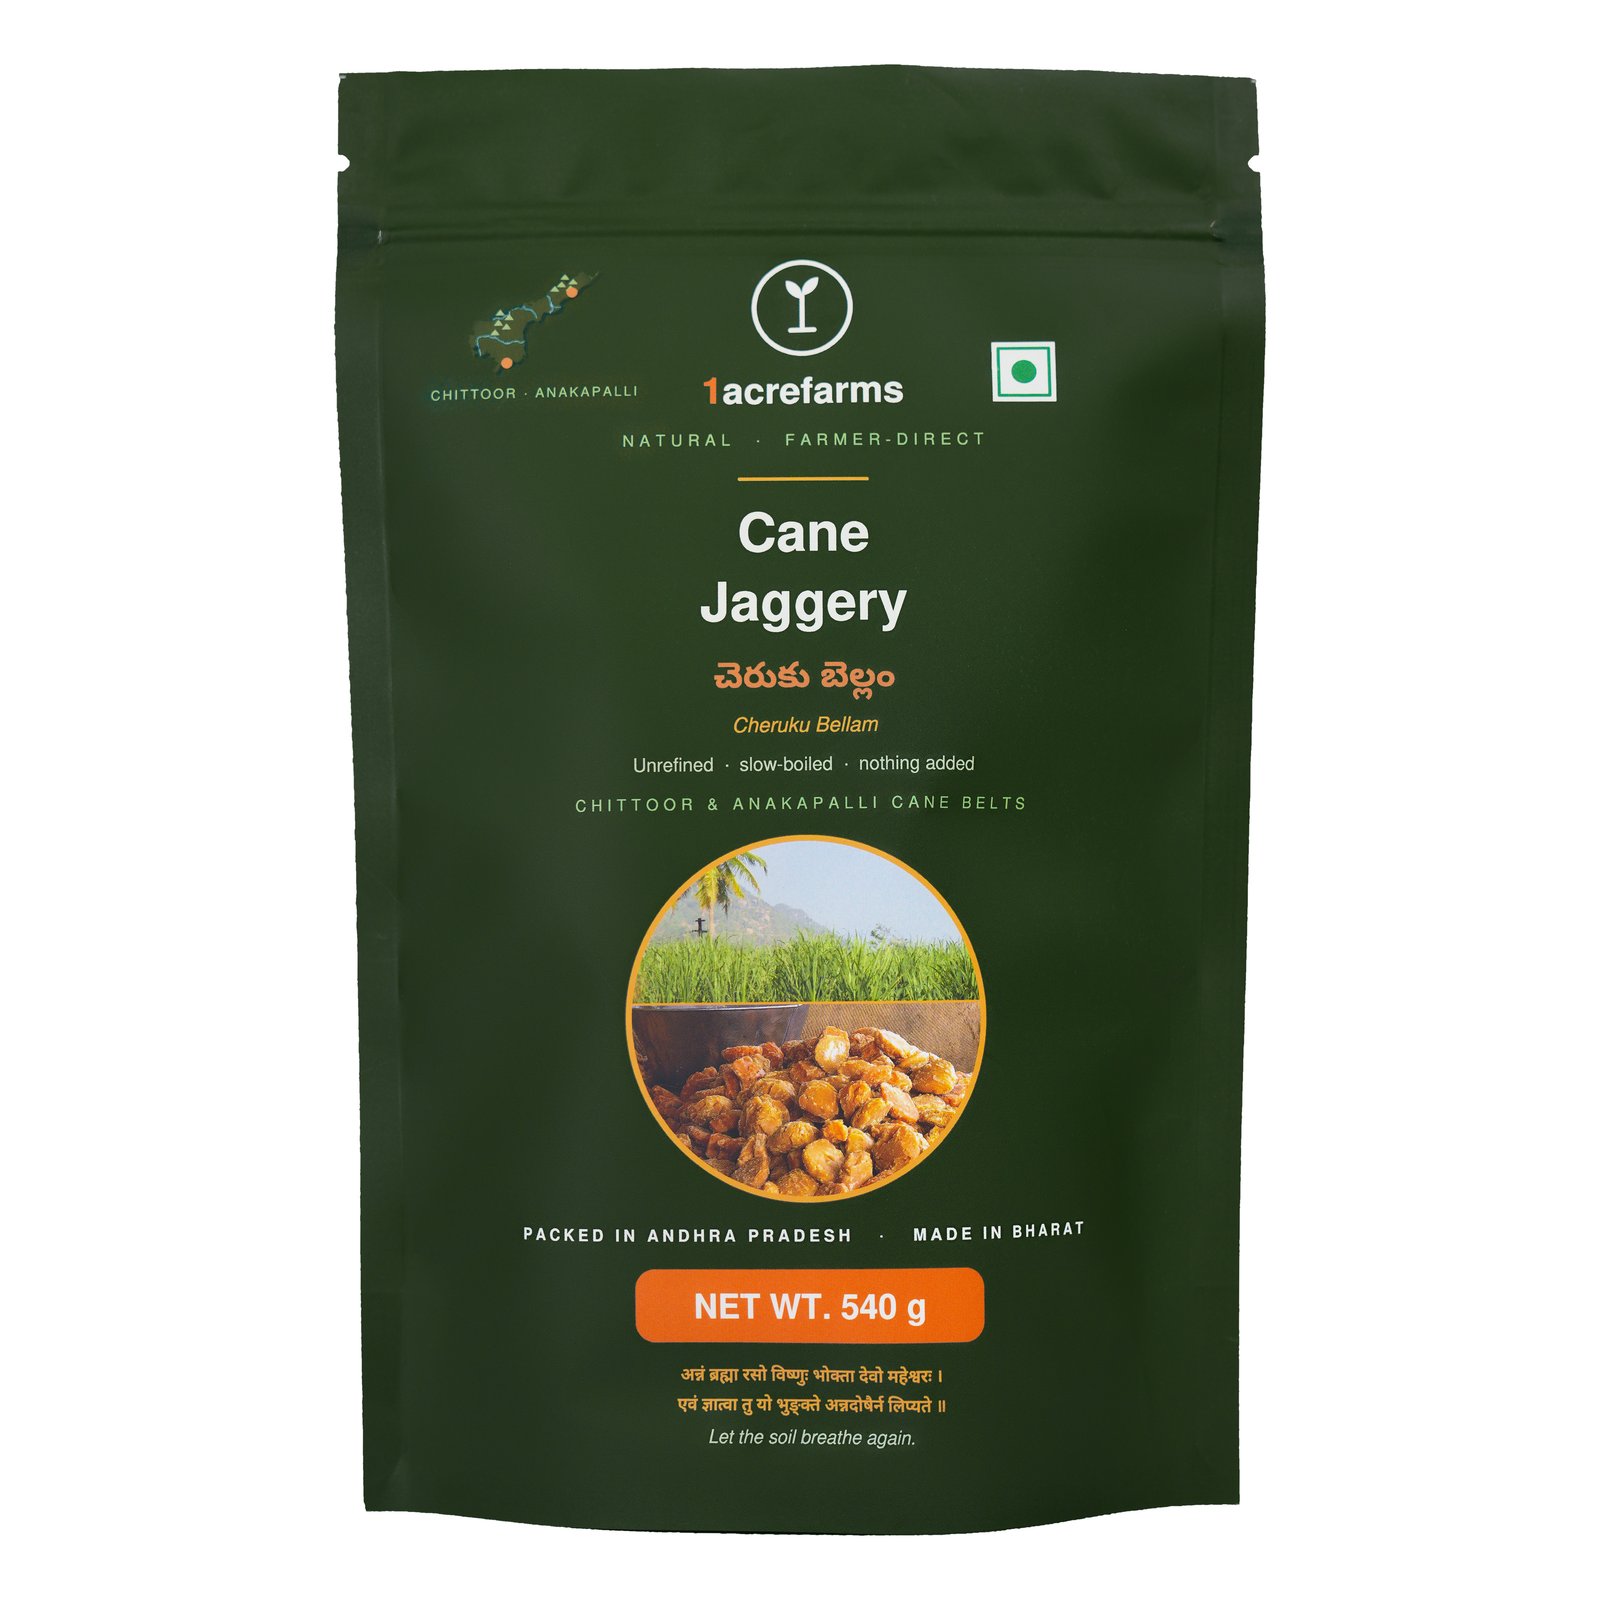 1acrefarms
CHITTOOR · ANAKAPALLI
NATURAL · FARMER-DIRECT
Cane
Jaggery
చెరుకు బెల్లం
Cheruku Bellam
Unrefined · slow-boiled · nothing added
CHITTOOR & ANAKAPALLI CANE BELTS
PACKED IN ANDHRA PRADESH · MADE IN BHARAT
NET WT. 540 g
अन्नं ब्रह्मा रसो विष्णुः भोक्ता देवो महेश्वरः ।
एवं ज्ञात्वा तु यो भुङ्क्ते अन्नदोषैर्न लिप्यते ॥
Let the soil breathe again.